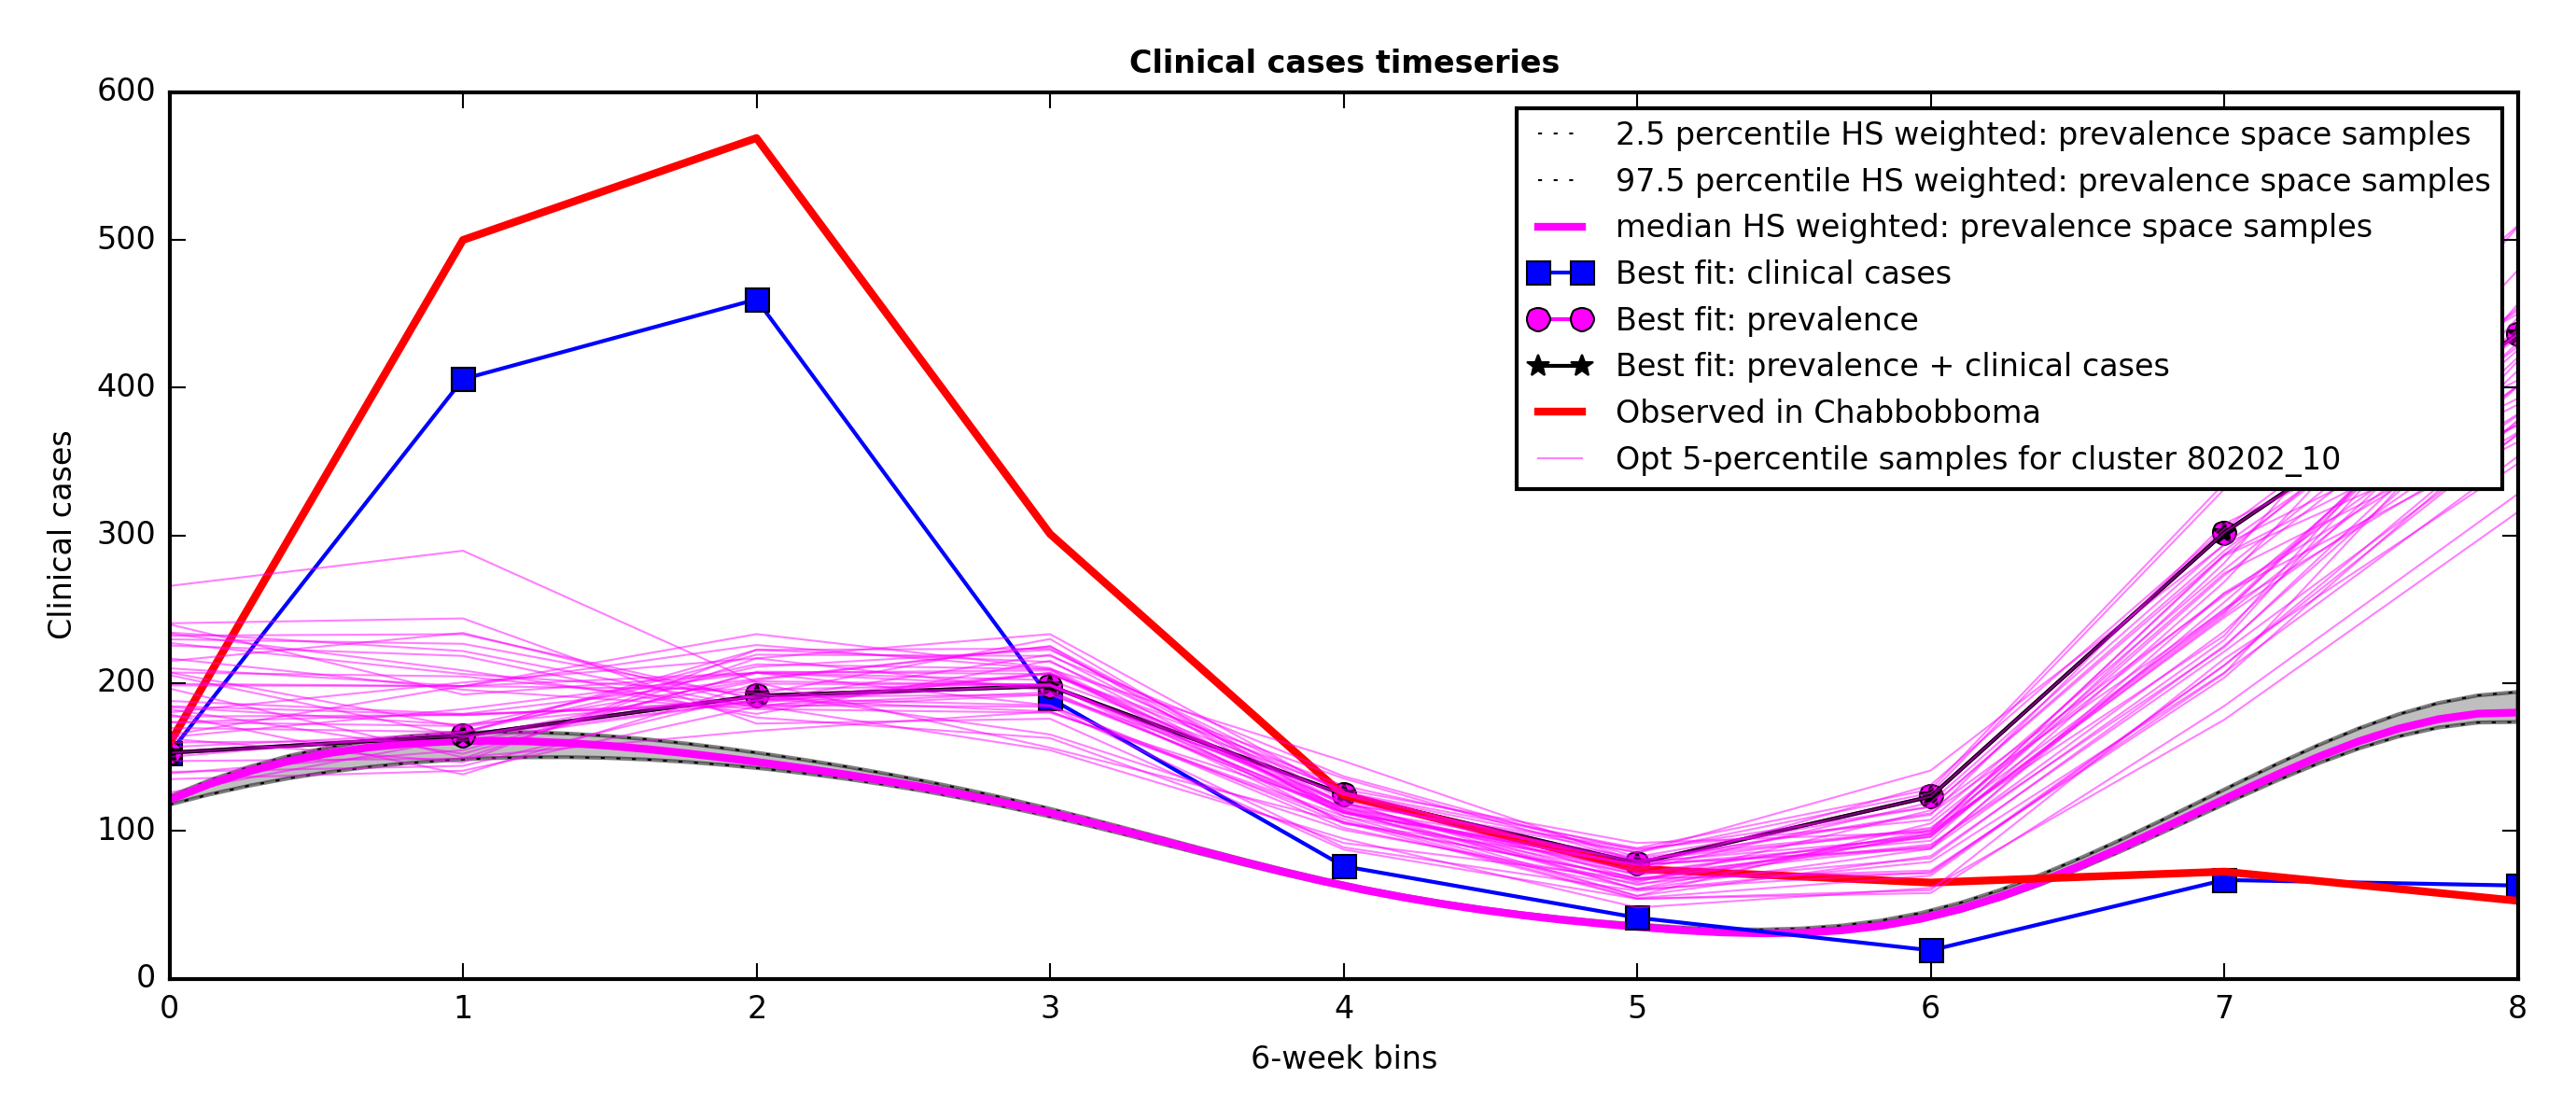 Clinical cases timeseries
600
500
400
300
200
100
0
Clinical cases
2.5 percentile HS weighted: prevalence space samples
97.5 percentile HS weighted: prevalence space samples
median HS weighted: prevalence space samples
Best fit: clinical cases
Best fit: prevalence
Best fit: prevalence + clinical cases
Observed in Chabbobboma
Opt 5-percentile samples for cluster 80202_10
0 1 2 3 4 5 6 7 8
6-week bins